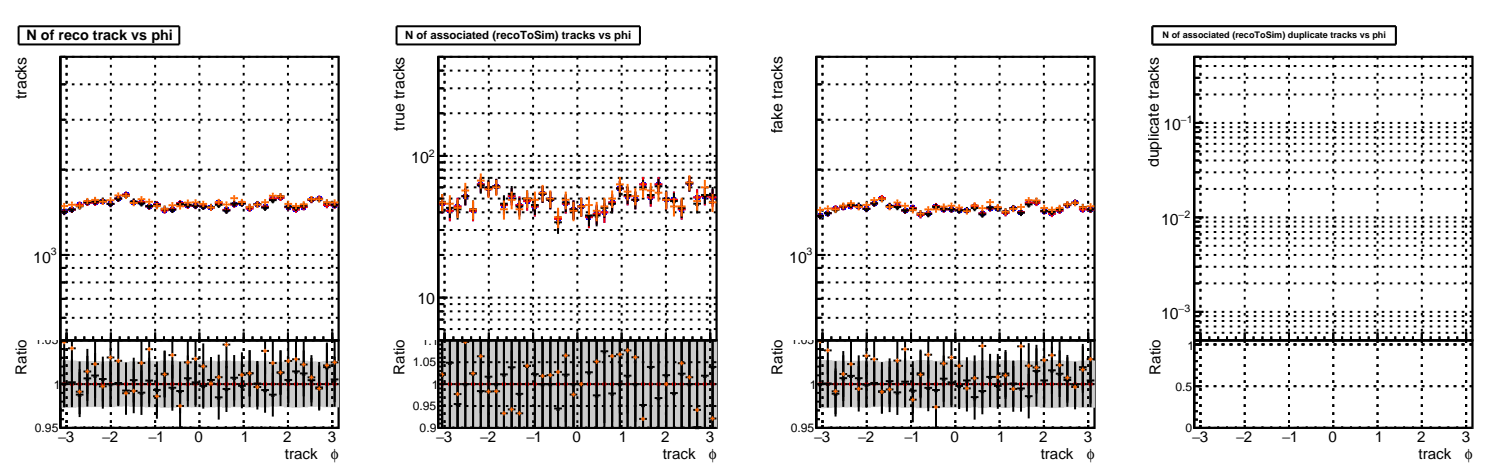 N of reco track vs phi
tracks
10³
Ratio
1.05
1
0.95
−3 −2 −1 0 1 2 3
track ϕ
N of associated (recoToSim) tracks vs phi
true tracks
10²
10
Ratio
1.1
1.05
1
0.95
0.9
−3 −2 −1 0 1 2 3
track ϕ
fake tracks
10³
Ratio
1.05
1
0.95
−3 −2 −1 0 1 2 3
track ϕ
N of associated (recoToSim) duplicate tracks vs phi
duplicate tracks
10⁻¹
10⁻²
10⁻³
Ratio
1
0.5
0
−3 −2 −1 0 1 2 3
track ϕ